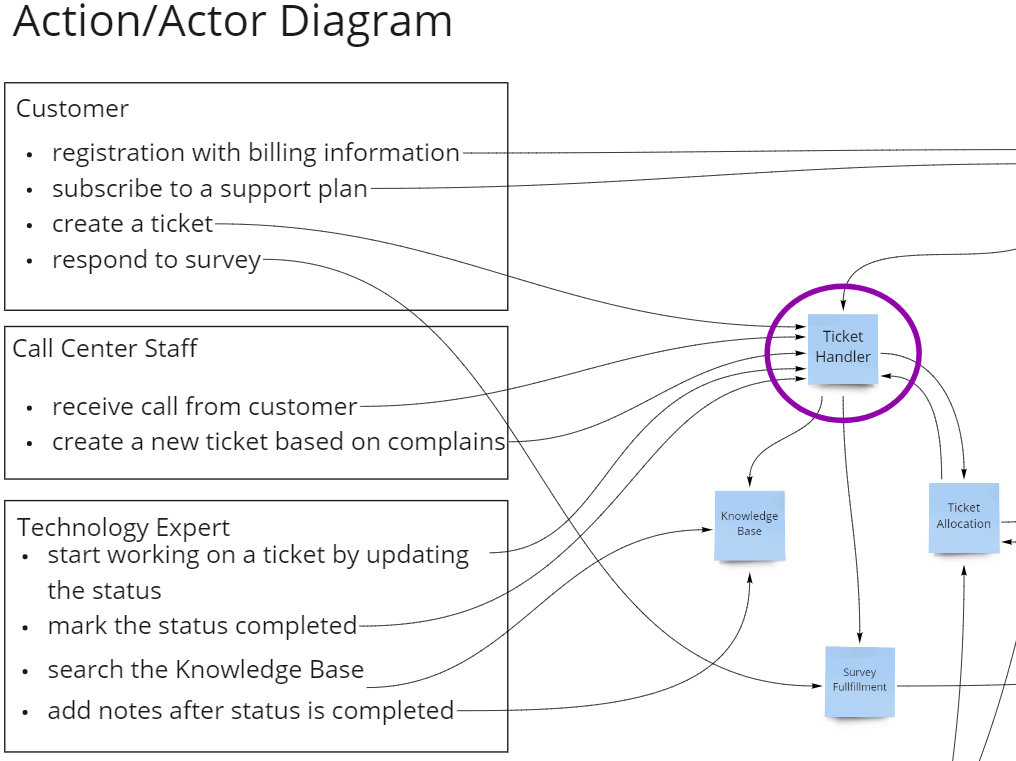 Action/Actor Diagram
Customer
• registration with billing information
• subscribe to a support plan
• create a ticket
• respond to survey
Call Center Staff
• receive call from customer
• create a new ticket based on complains
Technology Expert
• start working on a ticket by updating
the status
• mark the status completed
• search the Knowledge Base
• add notes after status is completed
Ticket
Handler
Knowledge
Base
Ticket
Allocation
Survey
Fullfillment